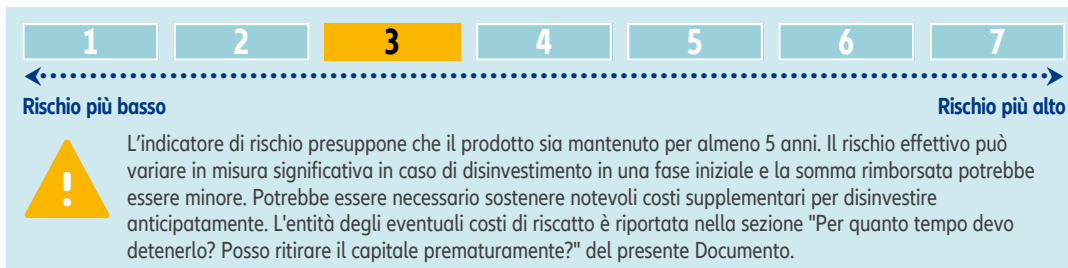 1 2 3 4 5 6 7
Rischio più basso Rischio più alto
L'indicatore di rischio presuppone che il prodotto sia mantenuto per almeno 5 anni. Il rischio effettivo può
variare in misura significativa in caso di disinvestimento in una fase iniziale e la somma rimborsata potrebbe
essere minore. Potrebbe essere necessario sostenere notevoli costi supplementari per disinvestire
anticipatamente. L'entità degli eventuali costi di riscatto è riportata nella sezione "Per quanto tempo devo
detenerlo? Posso ritirare il capitale prematuramente?" del presente Documento.